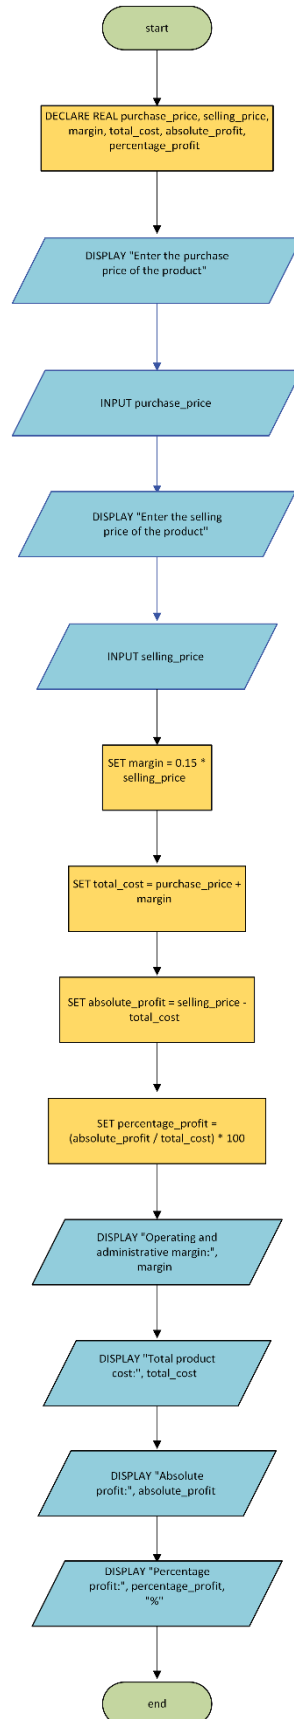 start
DECLARE REAL purchase_price, selling_price,
margin, total_cost, absolute_profit,
percentage_profit
DISPLAY "Enter the purchase
price of the product"
INPUT purchase_price
DISPLAY "Enter the selling
price of the product"
INPUT selling_price
SET margin = 0.15 *
selling_price
SET total_cost = purchase_price +
margin
SET absolute_profit = selling_price -
total_cost
SET percentage_profit =
(absolute_profit / total_cost) * 100
DISPLAY "Operating and
administrative margin:",
margin
DISPLAY "Total product
cost:", total_cost
DISPLAY "Absolute
profit:", absolute_profit
DISPLAY "Percentage
profit:", percentage_profit,
"%"
end